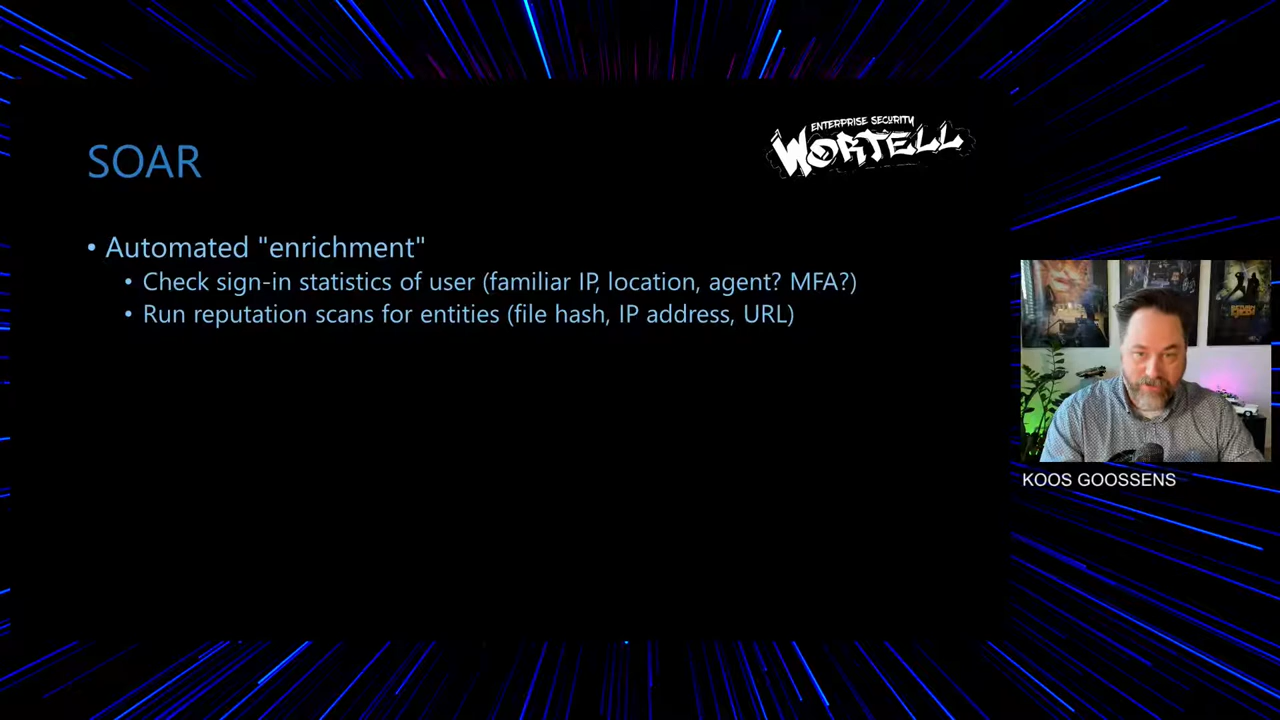 ENTERPRISE SECURITY
WORTELL
SOAR
• Automated "enrichment"
• Check sign-in statistics of user (familiar IP, location, agent? MFA?)
• Run reputation scans for entities (file hash, IP address, URL)
KOOS GOOSSENS